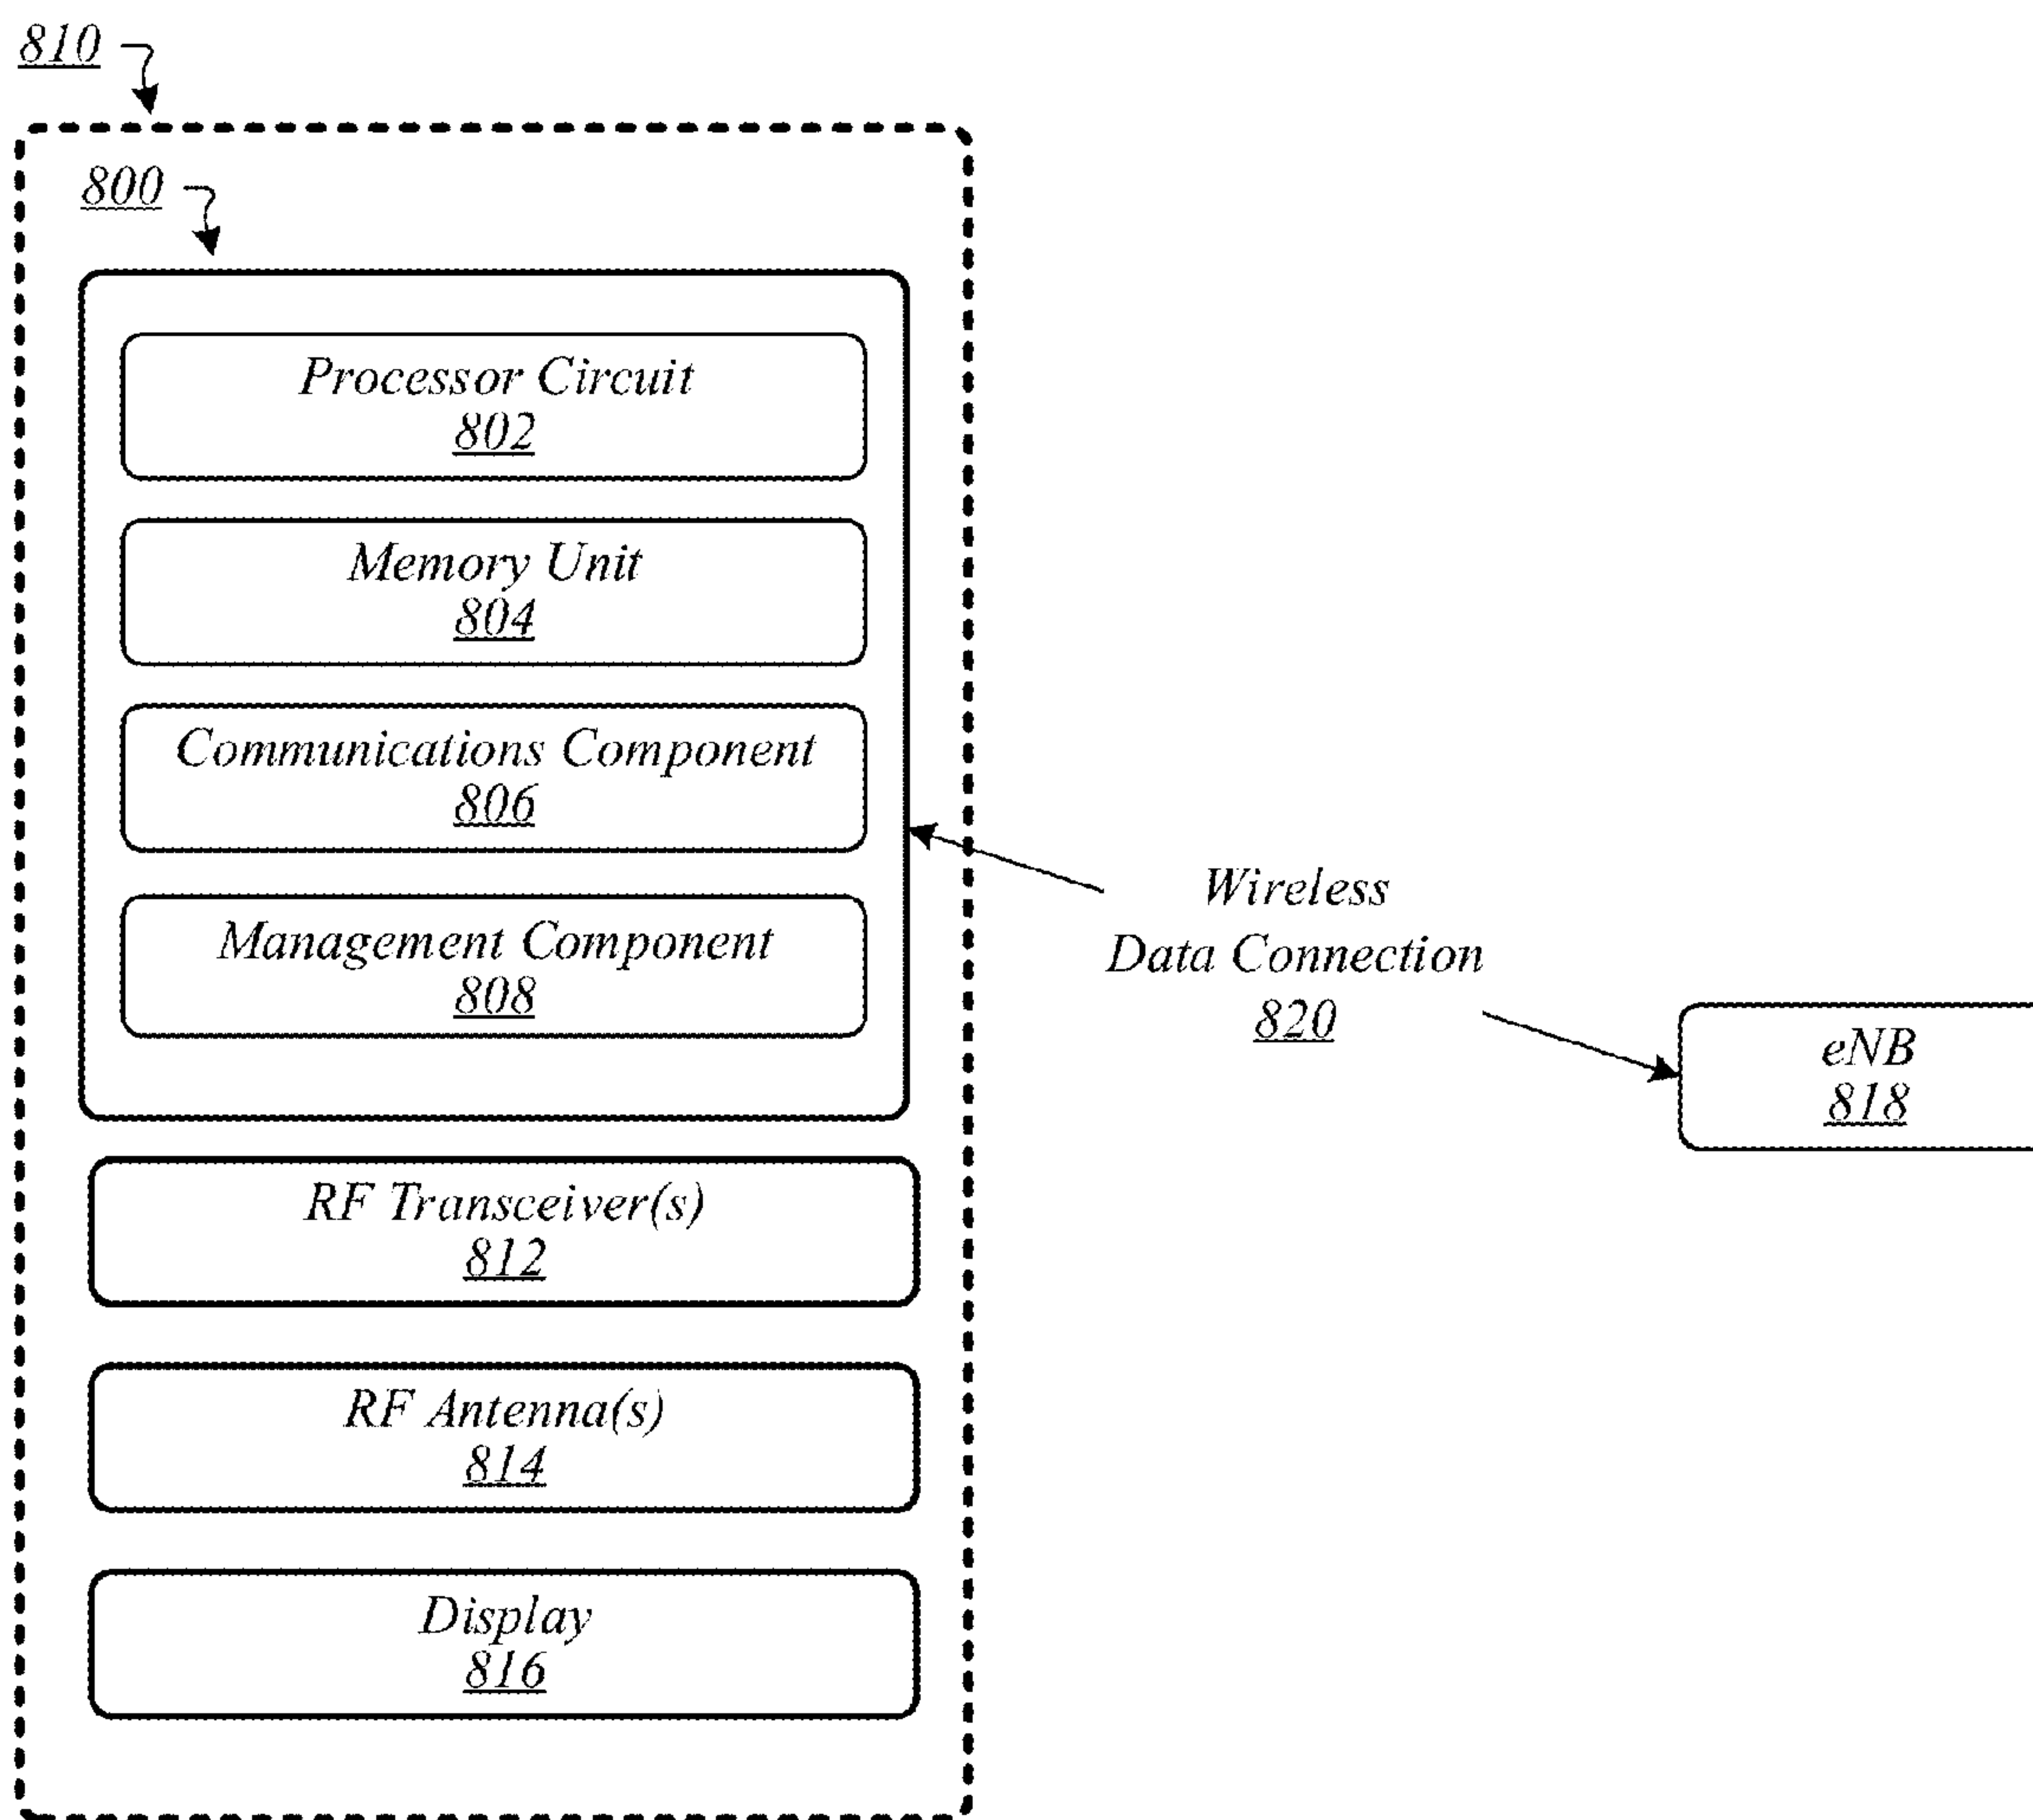 810
800
Processor Circuit
802
Memory Unit
804
Communications Component
806
Management Component
808
Wireless
Data Connection
820
eNB
818
RF Transceiver(s)
812
RF Antenna(s)
814
Display
816